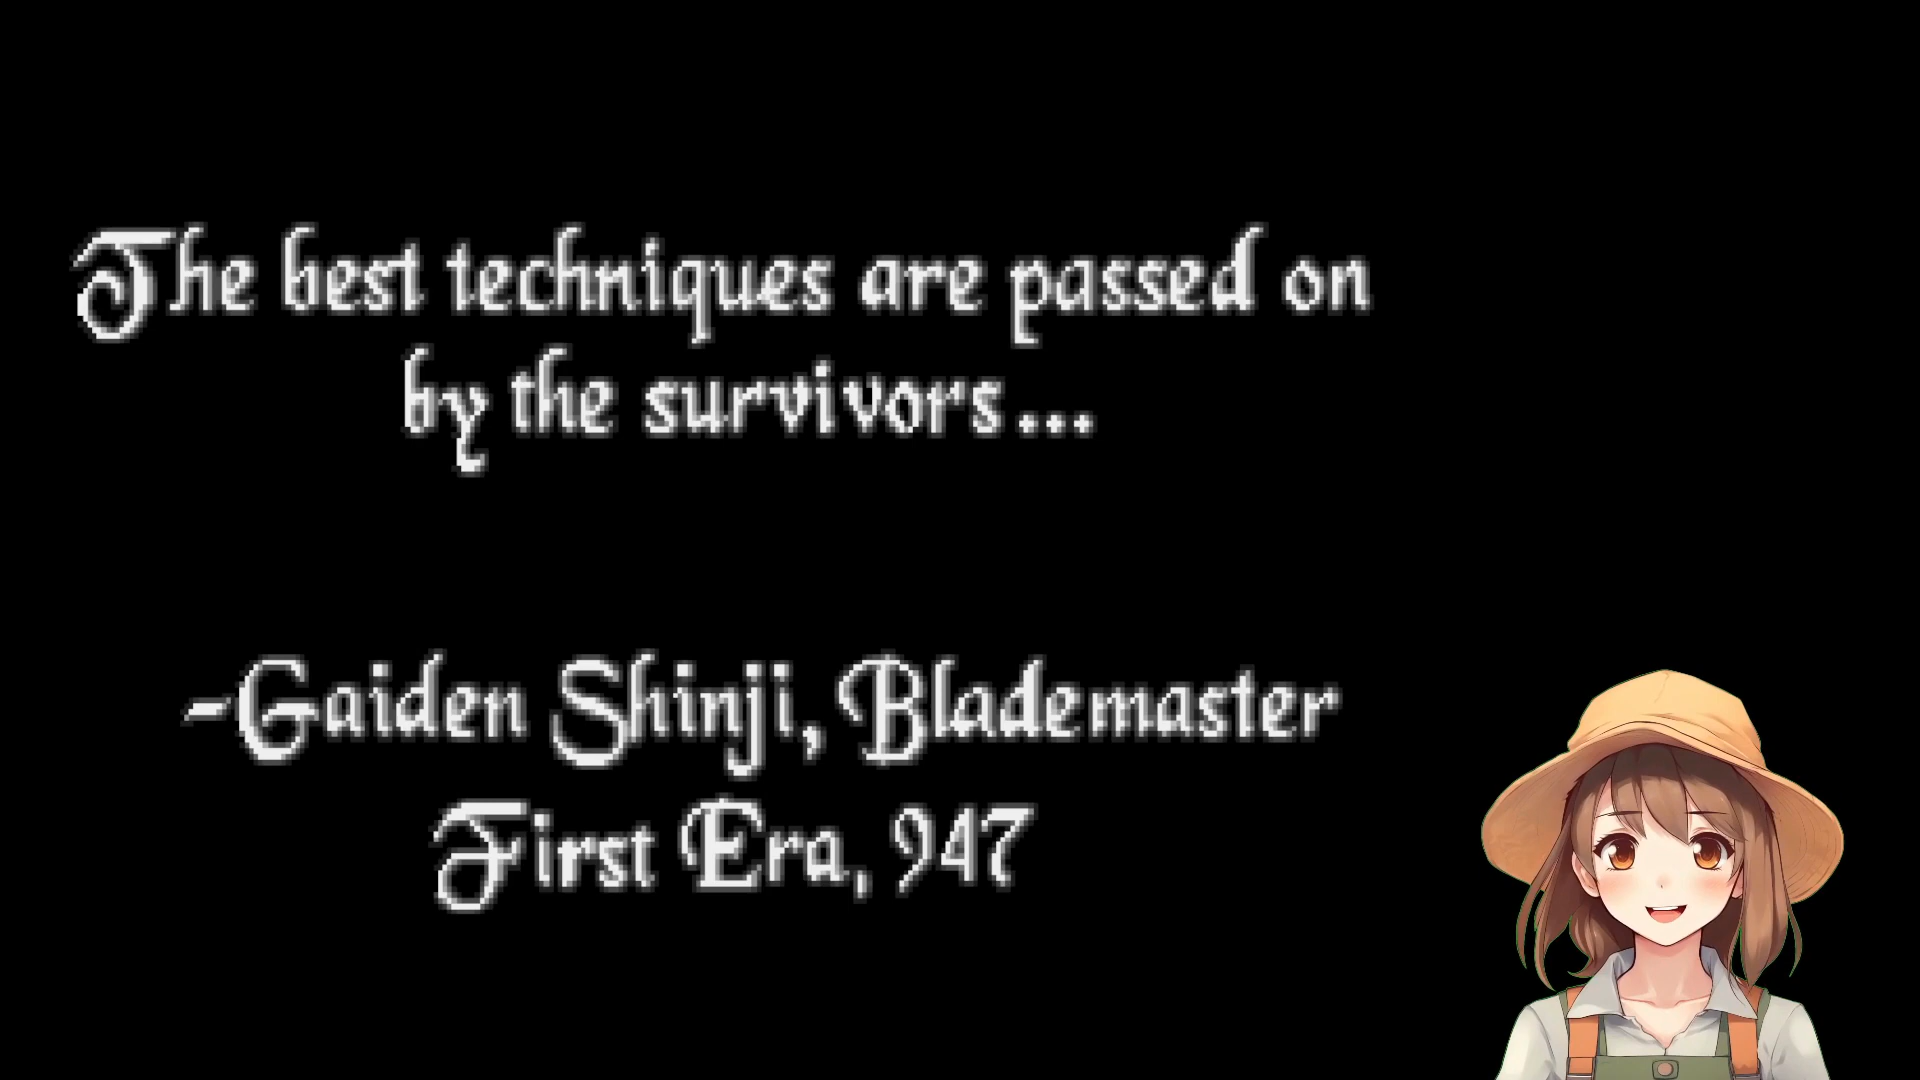 The best techniques are passed on
by the survivors...
-Gaiden Shinji, Blademaster
First Era, 947